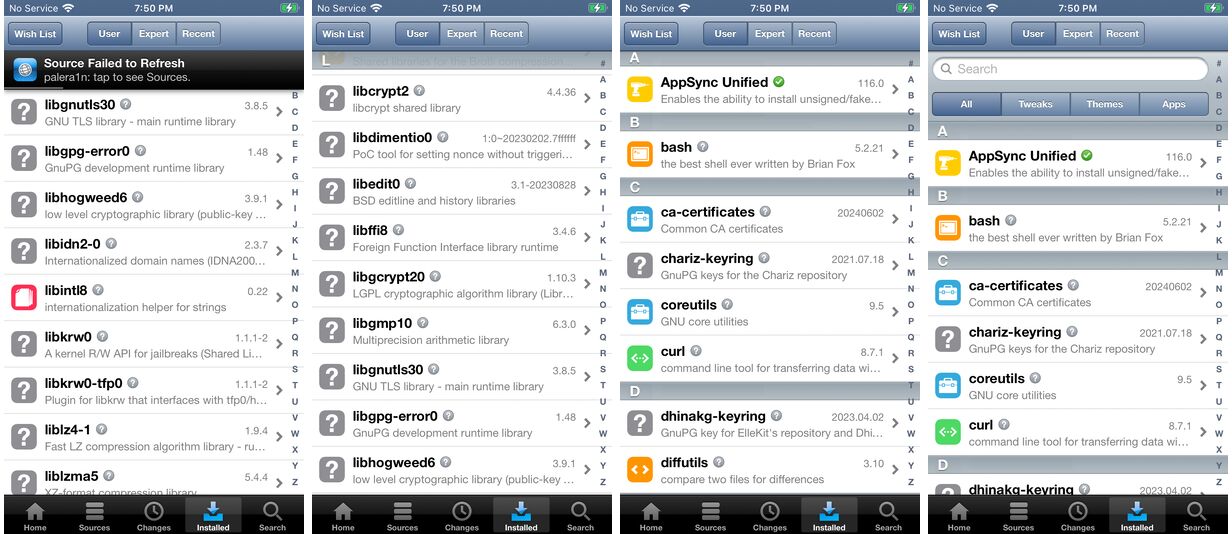 No Service 7:50 PM
Wish List User Expert Recent
Source Failed to Refresh
palera1n: tap to see Sources.
libgnutls30 3.8.5
GNU TLS library - main runtime library
libgpg-error0 1.48
GnuPG development runtime library
libhogweed6 3.9.1
low level cryptographic library (public-key ...
libidn2-0 2.3.7
Internationalized domain names (IDNA200...
libintl8 0.22
internationalization helper for strings
libkrw0 1.1.1-2
A kernel R/W API for jailbreaks (Shared Li...
libkrw0-tfp0 1.1.1-2
Plugin for libkrw that interfaces with tfp0/h...
liblz4-1 1.9.4
Fast LZ compression algorithm library - ru...
liblzma5 5.4.4
XZ-format compression library
B
C
D
E
F
G
H
I
J
K
L
M
N
O
P
Q
R
S
T
U
V
W
X
Y
Z
Home Sources Changes Installed Search
No Service 7:50 PM
Wish List User Expert Recent
Shared libraries for the Brotli compression...
L
libcrypt2 4.4.36
libcrypt shared library
libdimentio0 1:0~20230202.7ffffff
PoC tool for setting nonce without triggeri...
libedit0 3.1-20230828
BSD editline and history libraries
libffi8 3.4.6
Foreign Function Interface library runtime
libgcrypt20 1.10.3
LGPL cryptographic algorithm library (Libr...
libgmp10 6.3.0
Multiprecision arithmetic library
libgnutls30 3.8.5
GNU TLS library - main runtime library
libgpg-error0 1.48
GnuPG development runtime library
libhogweed6 3.9.1
low level cryptographic library (public-key ...
#
A
B
C
D
E
F
G
H
I
J
K
L
M
N
O
P
Q
R
S
T
U
V
W
X
Y
Z
Home Sources Changes Installed Search
No Service 7:50 PM
Wish List User Expert Recent
A
AppSync Unified 116.0
Enables the ability to install unsigned/fake...
B
bash 5.2.21
the best shell ever written by Brian Fox
C
ca-certificates 20240602
Common CA certificates
chariz-keyring 2021.07.18
GnuPG keys for the Chariz repository
coreutils 9.5
GNU core utilities
curl 8.7.1
command line tool for transferring data wi...
D
dhinakg-keyring 2023.04.02
GnuPG key for ElleKit's repository and Dhi...
diffutils 3.10
compare two files for differences
#
A
B
C
D
E
F
G
H
I
J
K
L
M
N
O
P
Q
R
S
T
U
V
W
X
Y
Z
Home Sources Changes Installed Search
No Service 7:50 PM
Wish List User Expert Recent
Search
All Tweaks Themes Apps
A
AppSync Unified 116.0
Enables the ability to install unsigned/fake...
B
bash 5.2.21
the best shell ever written by Brian Fox
C
ca-certificates 20240602
Common CA certificates
chariz-keyring 2021.07.18
GnuPG keys for the Chariz repository
coreutils 9.5
GNU core utilities
curl 8.7.1
command line tool for transferring data wi...
D
dhinakg-keyring 2023.04.02
#
A
B
C
D
E
F
G
H
I
J
K
L
M
N
O
P
Q
R
S
T
U
V
W
X
Y
Z
Home Sources Changes Installed Search